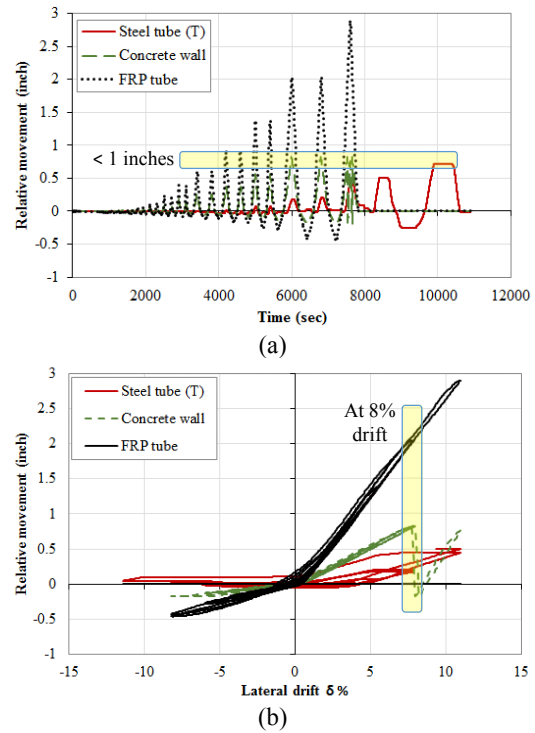 3
2.5
2
1.5
1
0.5
0
-0.5
-1
Relative movement (inch)
Steel tube (T)
Concrete wall
FRP tube
< 1 inches
0 2000 4000 6000 8000 10000 12000
Time (sec)
(a)
3
2.5
2
1.5
1
0.5
0
-0.5
-1
Relative movement (inch)
Steel tube (T)
Concrete wall
FRP tube
At 8%
drift
-15 -10 -5 0 5 10 15
Lateral drift δ %
(b)